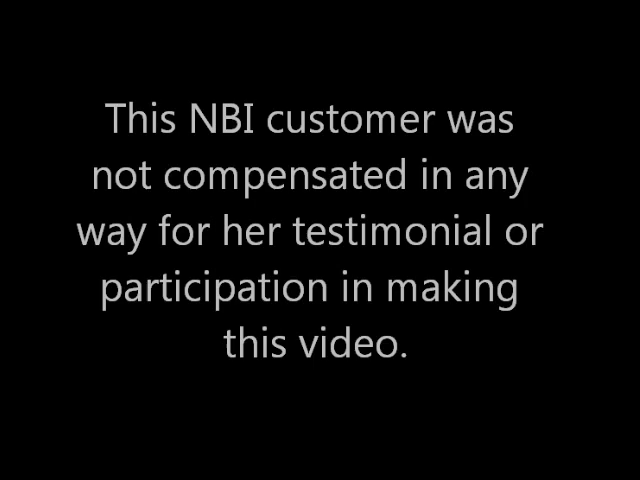 This NBI customer was
not compensated in any
way for her testimonial or
participation in making
this video.